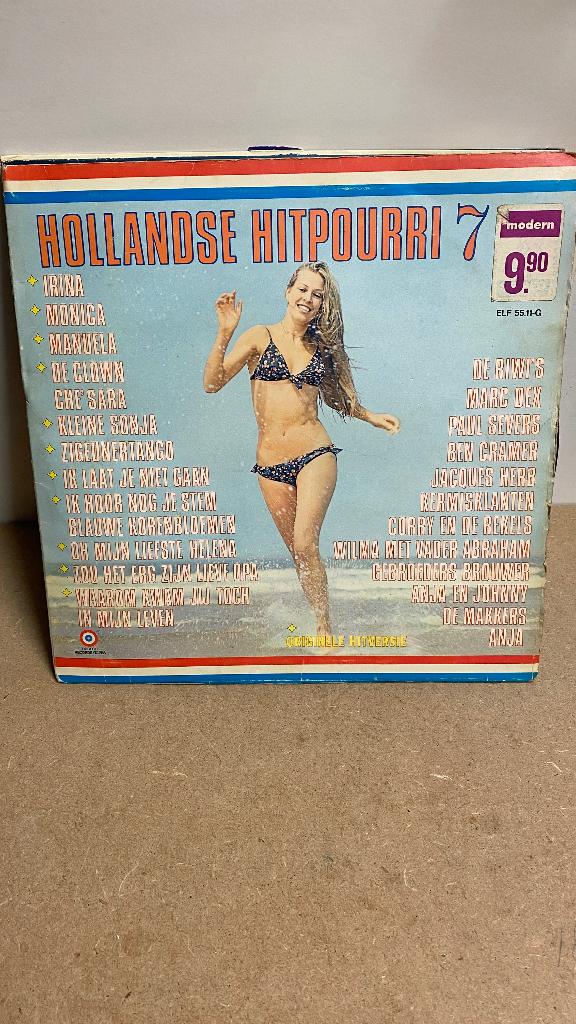 HOLLANDSE HITPOURRI 7
modern
9.90
ELF 55.11-G
IRINA
MONICA
MANUELA
DE CLOWN
CHE SARA
KLEINE SONJA
ZIGEUNERTANGO
IK LAAT JE NIET GAAN
IK HOOR NOG JE STEM
BLAUWE KORENBLOEMEN
OH MIJN LIEFSTE HELENA
ZOU HET ERG ZIJN LIEVE OPA
WAAROM KWAM JIJ TOCH
IN MIJN LEVEN
DE RIWI'S
MARC DEX
PAUL SEVERS
BEN CRAMER
JACQUES HERB
KERMISKLANTEN
CORRY EN DE REKELS
WILMA MET VADER ABRAHAM
GEBROEDERS BROUWER
ANJA EN JOHNNY
DE MAKKERS
ANJA
ORIGINELE HITVERSIE